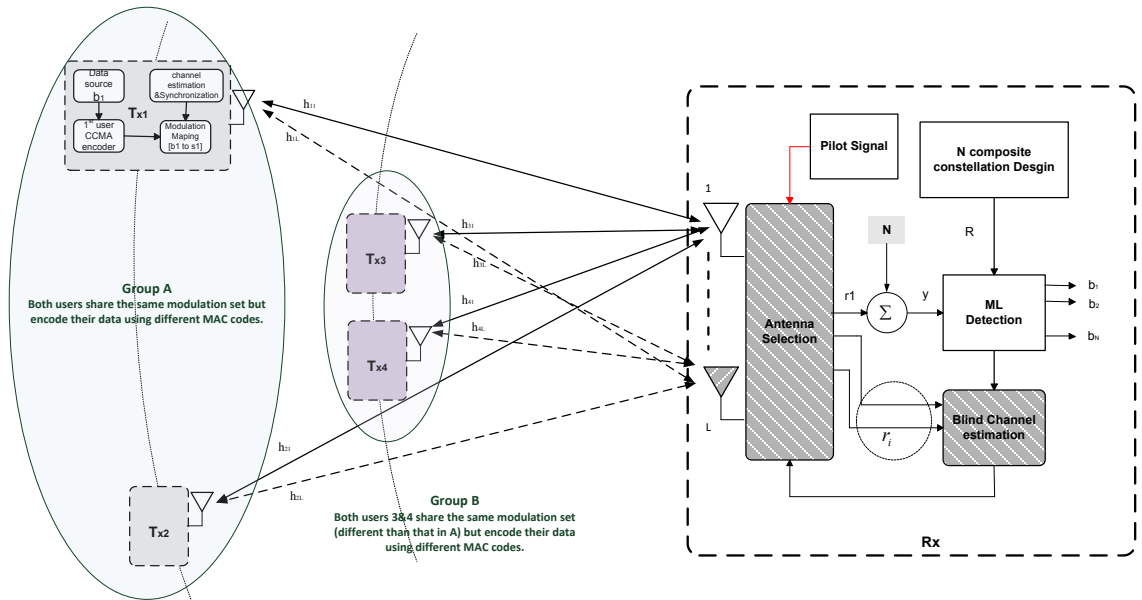 Data
source
b1
channel
estimation
&Synchronization
Tx1
1st user
CCMA
encoder
Modulation
Maping
[b1 to s1]
Group A
Both users share the same modulation set but
encode their data using different MAC codes.
Tx2
Tx3
Tx4
Group B
Both users 3&4 share the same modulation set
(different than that in A) but encode their data
using different MAC codes.
h11
h1L
h31
h3L
h41
h4L
h21
h2L
1
L
Antenna
Selection
Pilot Signal
N composite
constellation Desgin
R
N
r1
Σ
y
ML
Detection
b1
b2
bN
ri
Blind Channel
estimation
Rx